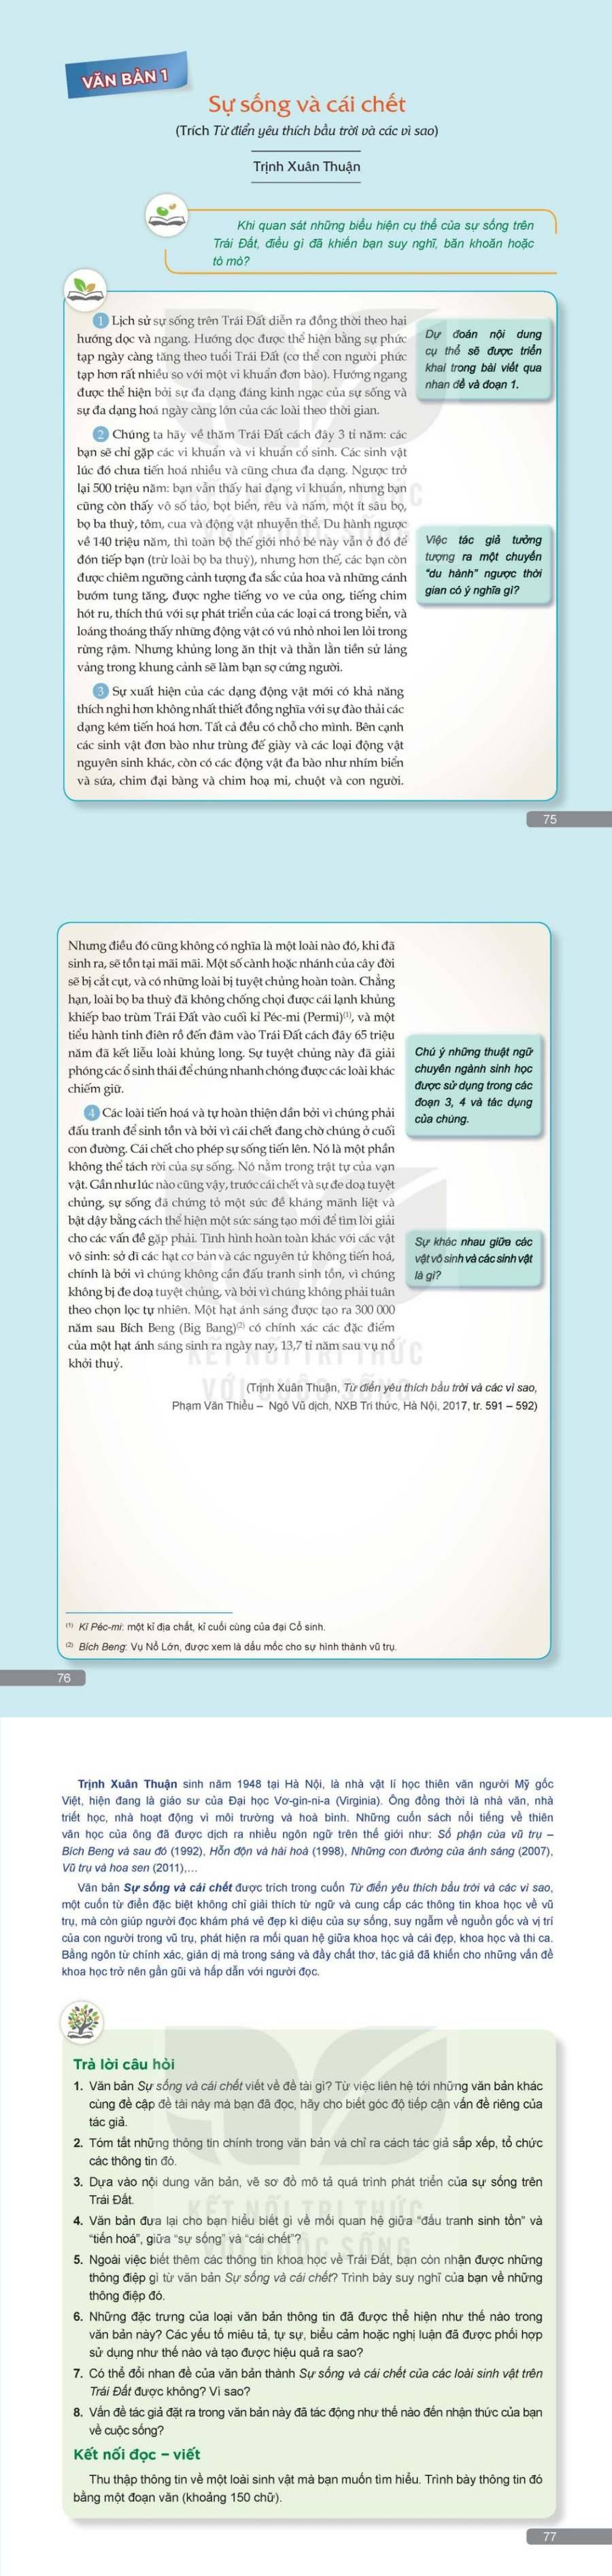 VĂN BẢN 1
Sự sống và cái chết
(Trích Từ điển yêu thích bầu trời và các vì sao)
Trịnh Xuân Thuận
Khi quan sát những biểu hiện cụ thể của sự sống trên
Trái Đất, điều gì đã khiến bạn suy nghĩ, băn khoăn hoặc
tò mò?
1 Lịch sử sự sống trên Trái Đất diễn ra đồng thời theo hai
hướng dọc và ngang. Hướng dọc được thể hiện bằng sự phức
tạp ngày càng tăng theo tuổi Trái Đất (cơ thể con người phức
tạp hơn rất nhiều so với một vi khuẩn đơn bào). Hướng ngang
được thể hiện bởi sự đa dạng đáng kinh ngạc của sự sống và
sự đa dạng hoá ngày càng lớn của các loài theo thời gian.
Dự đoán nội dung
cụ thể sẽ được triển
khai trong bài viết qua
nhan đề và đoạn 1.
2 Chúng ta hãy về thăm Trái Đất cách đây 3 tỉ năm: các
bạn sẽ chỉ gặp các vi khuẩn và vi khuẩn cổ sinh. Các sinh vật
lúc đó chưa tiến hoá nhiều và cũng chưa đa dạng. Ngược trở
lại 500 triệu năm: bạn vẫn thấy hai dạng vi khuẩn, nhưng bạn
cũng còn thấy vô số tảo, bọt biển, rêu và nấm, một ít sâu bọ,
bọ ba thuỳ, tôm, cua và động vật nhuyễn thể. Du hành ngược
về 140 triệu năm, thì toàn bộ thế giới nhỏ bé này vẫn ở đó để
đón tiếp bạn (trừ loài bọ ba thuỳ), nhưng hơn thế, các bạn còn
được chiêm ngưỡng cảnh tượng đa sắc của hoa và những cánh
bướm tung tăng, được nghe tiếng vo ve của ong, tiếng chim
hót ru, thích thú với sự phát triển của các loại cá trong biển, và
loáng thoáng thấy những động vật có vú nhỏ nhoi len lỏi trong
rừng rậm. Nhưng khủng long ăn thịt và thằn lằn tiền sử lảng
vảng trong khung cảnh sẽ làm bạn sợ cứng người.
Việc tác giả tưởng
tượng ra một chuyến
“du hành” ngược thời
gian có ý nghĩa gì?
3 Sự xuất hiện của các dạng động vật mới có khả năng
thích nghi hơn không nhất thiết đồng nghĩa với sự đào thải các
dạng kém tiến hoá hơn. Tất cả đều có chỗ cho mình. Bên cạnh
các sinh vật đơn bào như trùng đế giày và các loại động vật
nguyên sinh khác, còn có các động vật đa bào như nhím biển
và sứa, chim đại bàng và chim hoạ mi, chuột và con người.
75
Nhưng điều đó cũng không có nghĩa là một loài nào đó, khi đã
sinh ra, sẽ tồn tại mãi mãi. Một số cành hoặc nhánh của cây đời
sẽ bị cắt cụt, và có những loài bị tuyệt chủng hoàn toàn. Chẳng
hạn, loài bọ ba thuỳ đã không chống chọi được cái lạnh khủng
khiếp bao trùm Trái Đất vào cuối kỉ Péc-mi (Permi)(1), và một
tiểu hành tinh điên rồ đến đâm vào Trái Đất cách đây 65 triệu
năm đã kết liễu loài khủng long. Sự tuyệt chủng này đã giải
phóng các ổ sinh thái để chúng nhanh chóng được các loài khác
chiếm giữ.
Chú ý những thuật ngữ
chuyên ngành sinh học
được sử dụng trong các
đoạn 3, 4 và tác dụng
của chúng.
4 Các loài tiến hoá và tự hoàn thiện dần bởi vì chúng phải
đấu tranh để sinh tồn và bởi vì cái chết đang chờ chúng ở cuối
con đường. Cái chết cho phép sự sống tiến lên. Nó là một phần
không thể tách rời của sự sống. Nó nằm trong trật tự của vạn
vật. Gần như lúc nào cũng vậy, trước cái chết và sự đe doạ tuyệt
chủng, sự sống đã chứng tỏ một sức đề kháng mãnh liệt và
bật dậy bằng cách thể hiện một sức sáng tạo mới để tìm lời giải
cho các vấn đề gặp phải. Tình hình hoàn toàn khác với các vật
vô sinh: sở dĩ các hạt cơ bản và các nguyên tử không tiến hoá,
chính là bởi vì chúng không cần đấu tranh sinh tồn, vì chúng
không bị đe doạ tuyệt chủng, và bởi vì chúng không phải tuân
theo chọn lọc tự nhiên. Một hạt ánh sáng được tạo ra 300 000
năm sau Bích Beng (Big Bang)(2) có chính xác các đặc điểm
của một hạt ánh sáng sinh ra ngày nay, 13,7 tỉ năm sau vụ nổ
khởi thuỷ.
Sự khác nhau giữa các
vật vô sinh và các sinh vật
là gì?
(Trịnh Xuân Thuận, Từ điển yêu thích bầu trời và các vì sao,
Phạm Văn Thiều – Ngô Vũ dịch, NXB Tri thức, Hà Nội, 2017, tr. 591 – 592)
(1) Kỉ Péc-mi: một kỉ địa chất, kỉ cuối cùng của đại Cổ sinh.
(2) Bích Beng: Vụ Nổ Lớn, được xem là dấu mốc cho sự hình thành vũ trụ.
76
Trịnh Xuân Thuận sinh năm 1948 tại Hà Nội, là nhà vật lí học thiên văn người Mỹ gốc
Việt, hiện đang là giáo sư của Đại học Vơ-gin-ni-a (Virginia). Ông đồng thời là nhà văn, nhà
triết học, nhà hoạt động vì môi trường và hoà bình. Những cuốn sách nổi tiếng về thiên
văn học của ông đã được dịch ra nhiều ngôn ngữ trên thế giới như: Số phận của vũ trụ –
Bích Beng và sau đó (1992), Hỗn độn và hài hoà (1998), Những con đường của ánh sáng (2007),
Vũ trụ và hoa sen (2011),...
Văn bản Sự sống và cái chết được trích trong cuốn Từ điển yêu thích bầu trời và các vì sao,
một cuốn từ điển đặc biệt không chỉ giải thích từ ngữ và cung cấp các thông tin khoa học về vũ
trụ, mà còn giúp người đọc khám phá vẻ đẹp kì diệu của sự sống, suy ngẫm về nguồn gốc và vị trí
của con người trong vũ trụ, phát hiện ra mối quan hệ giữa khoa học và cái đẹp, khoa học và thi ca.
Bằng ngôn từ chính xác, giản dị mà trong sáng và đầy chất thơ, tác giả đã khiến cho những vấn đề
khoa học trở nên gần gũi và hấp dẫn với người đọc.
Trả lời câu hỏi
1. Văn bản Sự sống và cái chết viết về đề tài gì? Từ việc liên hệ tới những văn bản khác
cùng đề cập đề tài này mà bạn đã đọc, hãy cho biết góc độ tiếp cận vấn đề riêng của
tác giả.
2. Tóm tắt những thông tin chính trong văn bản và chỉ ra cách tác giả sắp xếp, tổ chức
các thông tin đó.
3. Dựa vào nội dung văn bản, vẽ sơ đồ mô tả quá trình phát triển của sự sống trên
Trái Đất.
4. Văn bản đưa lại cho bạn hiểu biết gì về mối quan hệ giữa “đấu tranh sinh tồn” và
“tiến hoá”, giữa “sự sống” và “cái chết”?
5. Ngoài việc biết thêm các thông tin khoa học về Trái Đất, bạn còn nhận được những
thông điệp gì từ văn bản Sự sống và cái chết? Trình bày suy nghĩ của bạn về những
thông điệp đó.
6. Những đặc trưng của loại văn bản thông tin đã được thể hiện như thế nào trong
văn bản này? Các yếu tố miêu tả, tự sự, biểu cảm hoặc nghị luận đã được phối hợp
sử dụng như thế nào và tạo được hiệu quả ra sao?
7. Có thể đổi nhan đề của văn bản thành Sự sống và cái chết của các loài sinh vật trên
Trái Đất được không? Vì sao?
8. Vấn đề tác giả đặt ra trong văn bản này đã tác động như thế nào đến nhận thức của bạn
về cuộc sống?
Kết nối đọc – viết
Thu thập thông tin về một loài sinh vật mà bạn muốn tìm hiểu. Trình bày thông tin đó
bằng một đoạn văn (khoảng 150 chữ).
77
KẾT NỐI TRI THỨC
VỚI CUỘC SỐNG